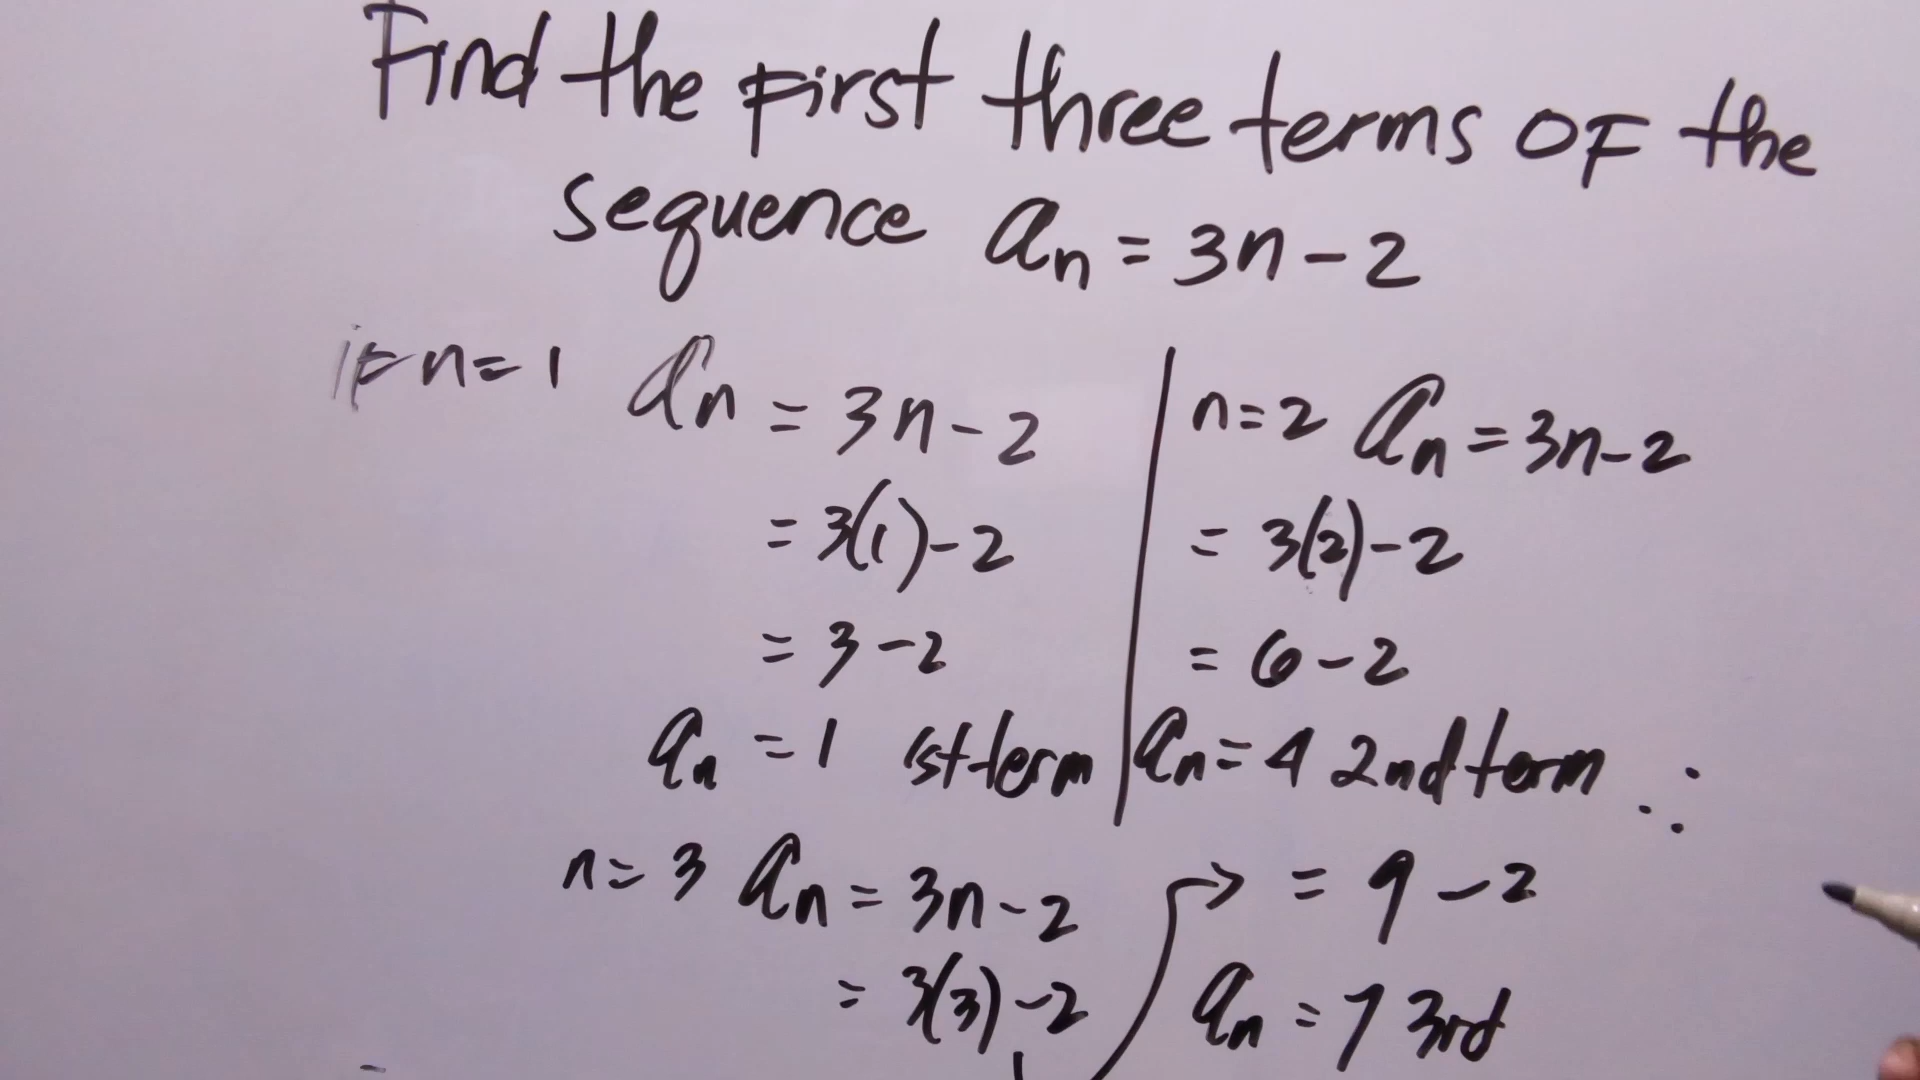 Find the First three terms OF the
sequence aₙ = 3n - 2
iF n = 1 aₙ = 3n - 2
= 3(1) - 2
= 3 - 2
aₙ = 1 1st term
n = 2 aₙ = 3n - 2
= 3(2) - 2
= 6 - 2
aₙ = 4 2nd term ∴
n = 3 aₙ = 3n - 2
= 3(3) - 2
→ = 9 - 2
aₙ = 7 3rd